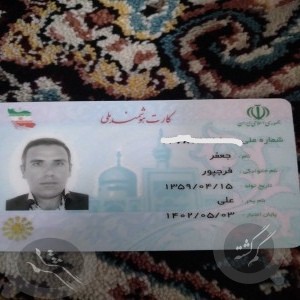 کارت هوشمند ملی
جمهوری اسلامی ایران
شماره ملی
نام: جعفر
نام خانوادگی: فرجپور
تاریخ تولد: ۱۳۵۹/۰۴/۱۵
نام پدر: علی
پایان اعتبار: ۱۴۰۲/۰۵/۰۳